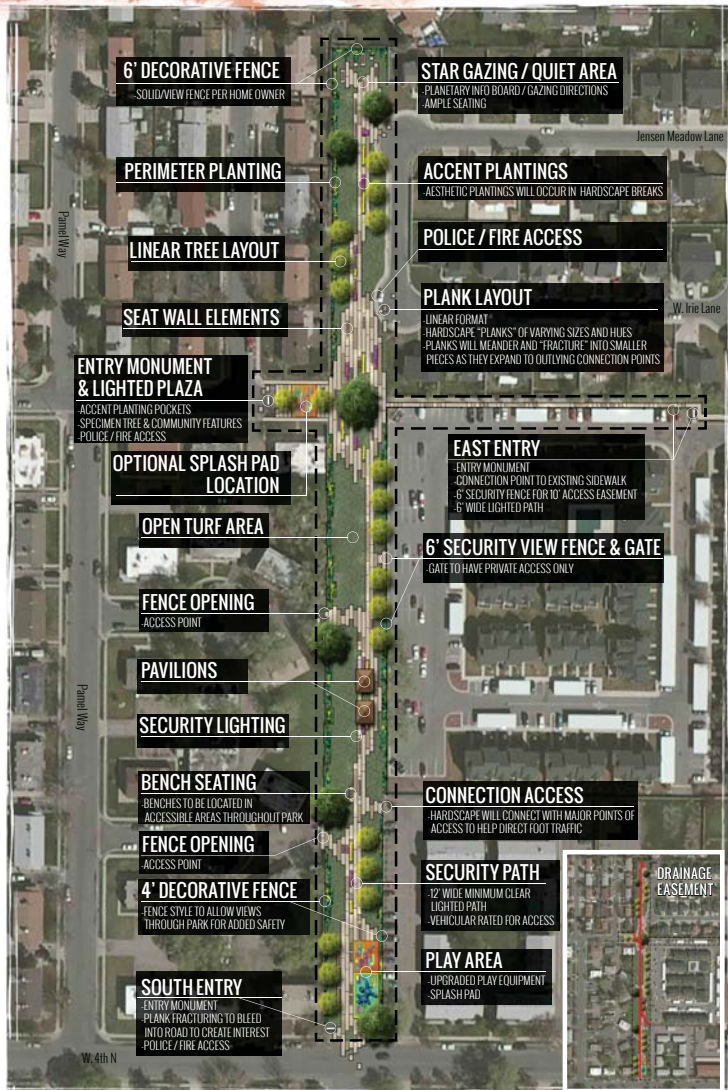 6' DECORATIVE FENCE
-SOLID/VIEW FENCE PER HOME OWNER
STAR GAZING / QUIET AREA
-PLANETARY INFO BOARD / GAZING DIRECTIONS
-AMPLE SEATING
Jensen Meadow Lane
PERIMETER PLANTING
ACCENT PLANTINGS
-AESTHETIC PLANTINGS WILL OCCUR IN HARDSCAPE BREAKS
Pamel Way
LINEAR TREE LAYOUT
POLICE / FIRE ACCESS
SEAT WALL ELEMENTS
PLANK LAYOUT
-LINEAR FORMAT
-HARDSCAPE "PLANKS" OF VARYING SIZES AND HUES
-PLANKS WILL MEANDER AND "FRACTURE" INTO SMALLER
PIECES AS THEY EXPAND TO OUTLYING CONNECTION POINTS
W. Irie Lane
ENTRY MONUMENT
& LIGHTED PLAZA
-ACCENT PLANTING POCKETS
-SPECIMEN TREE & COMMUNITY FEATURES
-POLICE / FIRE ACCESS
OPTIONAL SPLASH PAD
LOCATION
EAST ENTRY
-ENTRY MONUMENT
-CONNECTION POINT TO EXISTING SIDEWALK
-6' SECURITY FENCE FOR 10' ACCESS EASEMENT
-6' WIDE LIGHTED PATH
OPEN TURF AREA
6' SECURITY VIEW FENCE & GATE
-GATE TO HAVE PRIVATE ACCESS ONLY
FENCE OPENING
-ACCESS POINT
PAVILIONS
Pamel Way
SECURITY LIGHTING
BENCH SEATING
-BENCHES TO BE LOCATED IN
ACCESSIBLE AREAS THROUGHOUT PARK
CONNECTION ACCESS
-HARDSCAPE WILL CONNECT WITH MAJOR POINTS OF
ACCESS TO HELP DIRECT FOOT TRAFFIC
FENCE OPENING
-ACCESS POINT
4' DECORATIVE FENCE
-FENCE STYLE TO ALLOW VIEWS
THROUGH PARK FOR ADDED SAFETY
SECURITY PATH
-12' WIDE MINIMUM CLEAR
LIGHTED PATH
-VEHICULAR RATED FOR ACCESS
DRAINAGE
EASEMENT
PLAY AREA
-UPGRADED PLAY EQUIPMENT
-SPLASH PAD
SOUTH ENTRY
-ENTRY MONUMENT
-PLANK FRACTURING TO BLEED
INTO ROAD TO CREATE INTEREST
-POLICE / FIRE ACCESS
W. 4th N